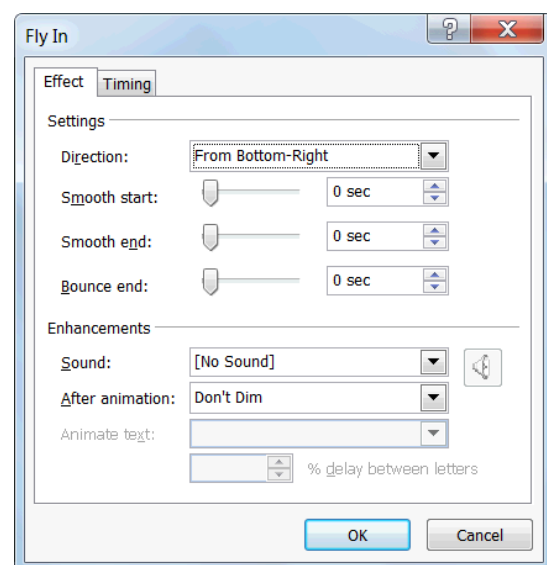 Fly In
Effect Timing
Settings
Direction: From Bottom-Right
Smooth start: 0 sec
Smooth end: 0 sec
Bounce end: 0 sec
Enhancements
Sound: [No Sound]
After animation: Don't Dim
Animate text:
% delay between letters
OK Cancel